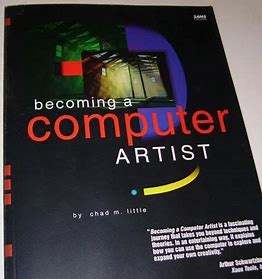 SAMS
becoming a
computer
ARTIST
by chad m. little
"Becoming a Computer Artist is a fascinating
journey that takes you beyond techniques and
theories. In an entertaining way, it explains
how you can use the computer to explore and
expand your own creativity."
Arthur Schwartzbe
Xaos Tools,